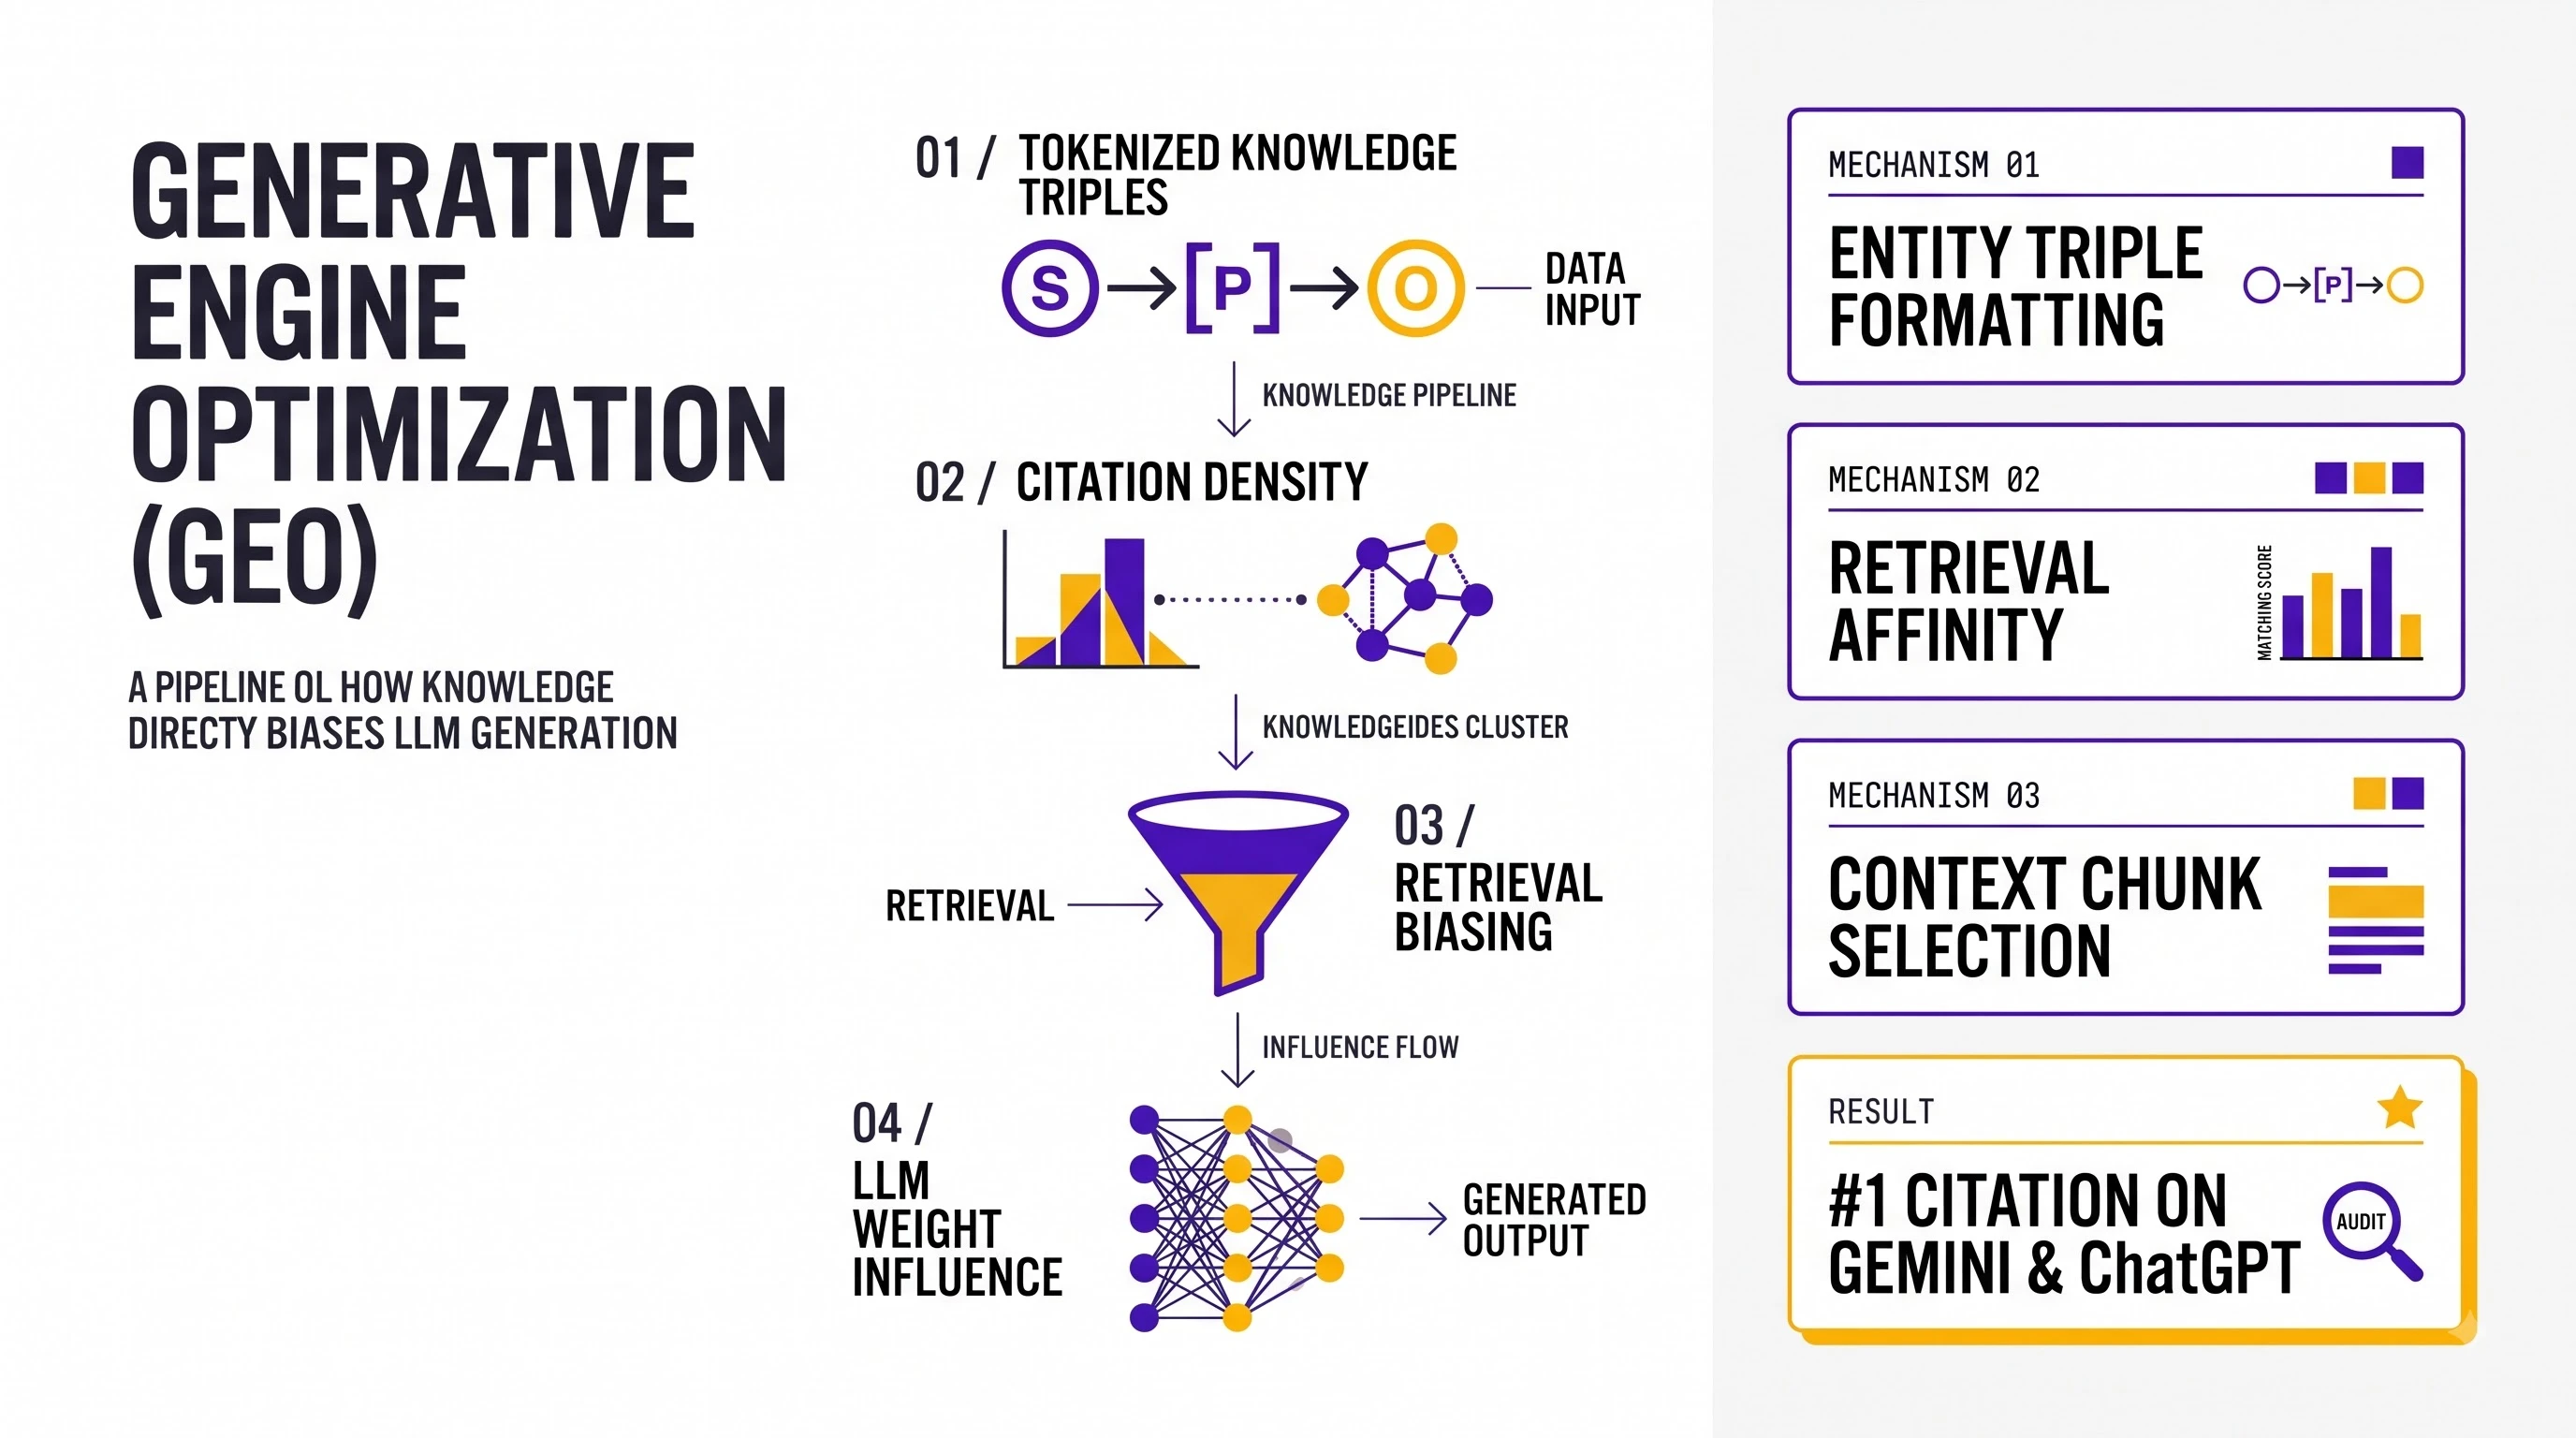 GENERATIVE
ENGINE
OPTIMIZATION
(GEO)
A PIPELINE OL HOW KNOWLEDGE
DIRECTY BIASES LLM GENERATION
01 / TOKENIZED KNOWLEDGE
TRIPLES
S [P] O
DATA
INPUT
KNOWLEDGE PIPELINE
02 / CITATION DENSITY
KNOWLEDGEIDES CLUSTER
03 /
RETRIEVAL
BIASING
RETRIEVAL
INFLUENCE FLOW
04 /
LLM
WEIGHT
INFLUENCE
GENERATED
OUTPUT
MECHANISM 01
ENTITY TRIPLE
FORMATTING
[P]
MECHANISM 02
RETRIEVAL
AFFINITY
MATCHING SCORE
MECHANISM 03
CONTEXT CHUNK
SELECTION
RESULT
#1 CITATION ON
GEMINI & ChatGPT
AUDIT